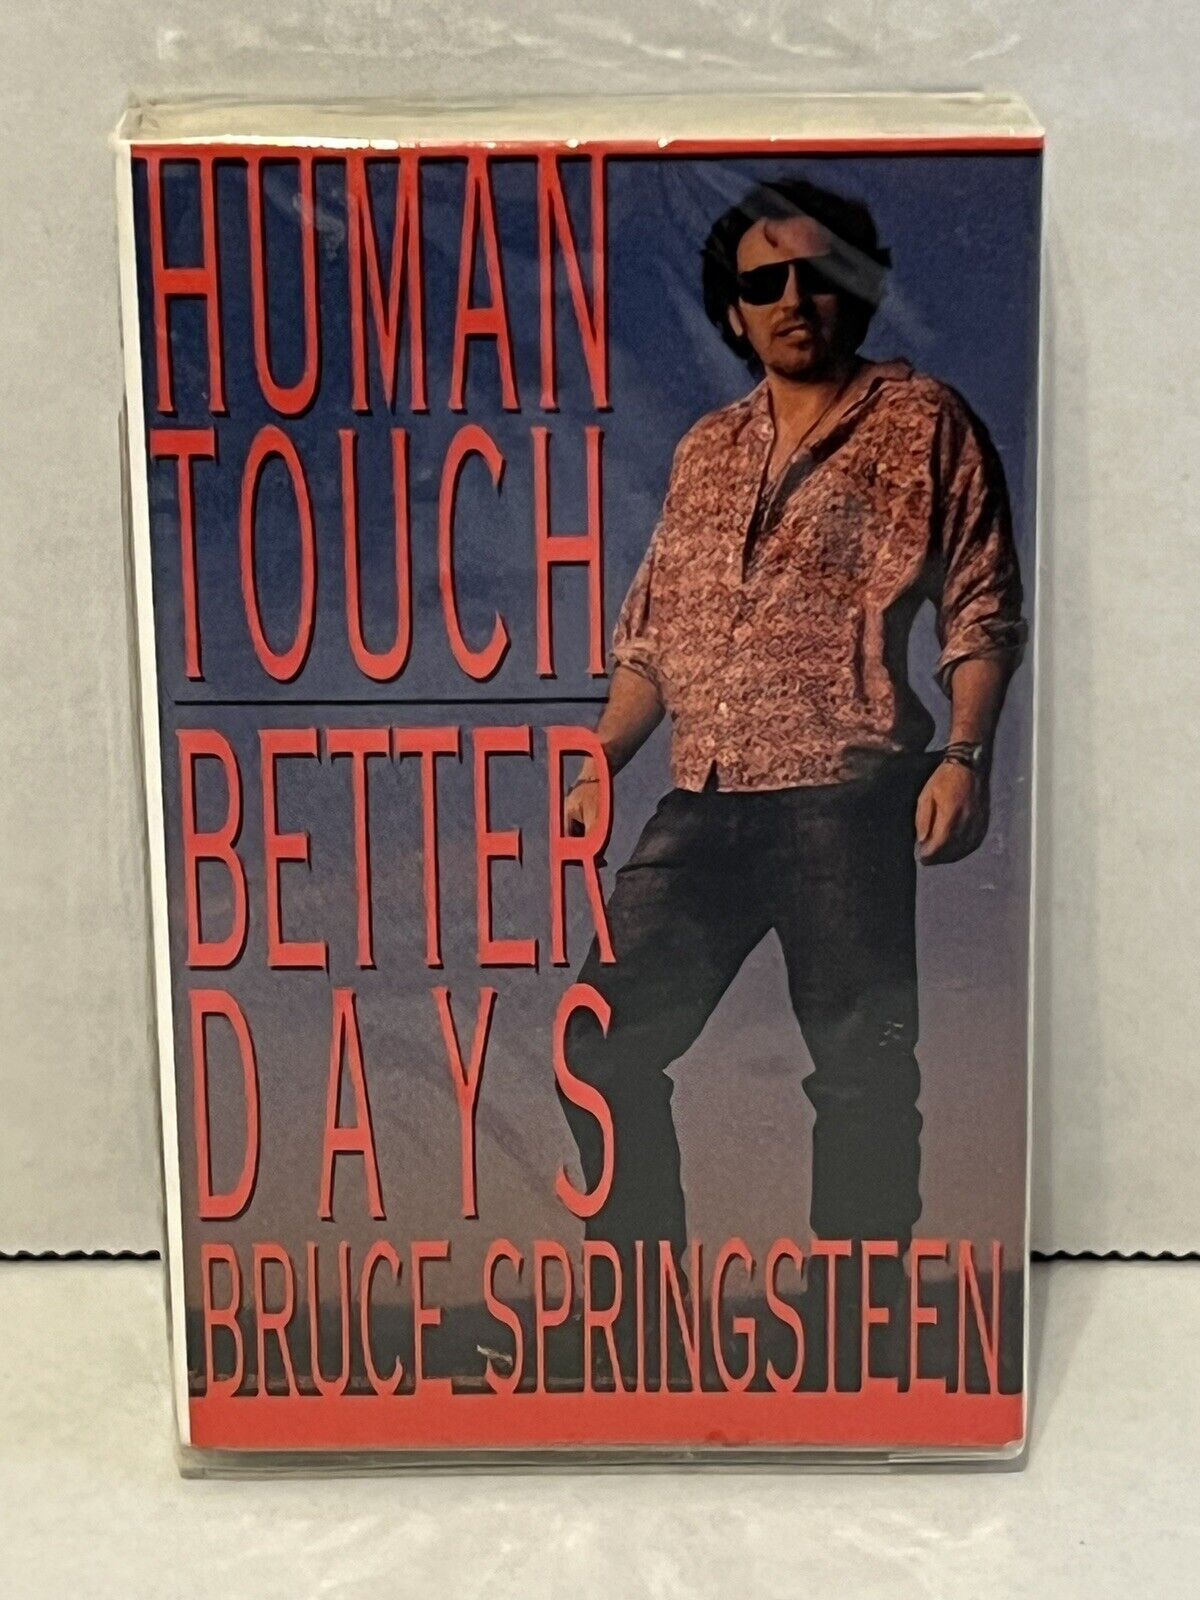 HUMAN
TOUCH
BETTER
DAYS
BRUCE SPRINGSTEEN